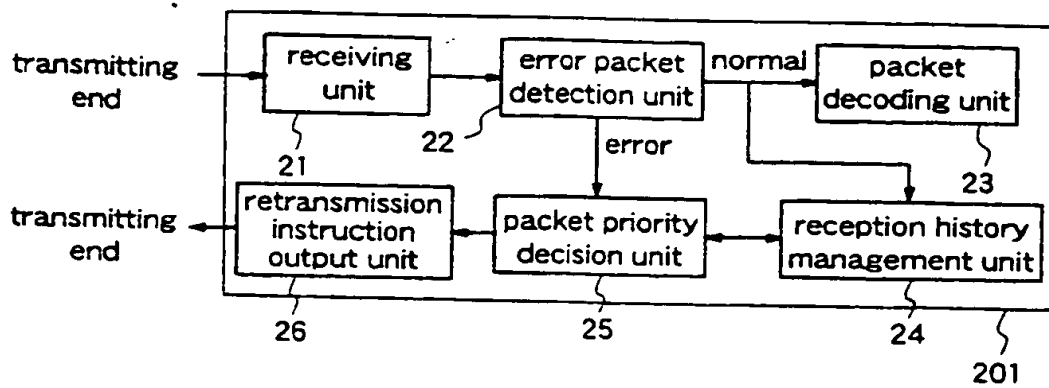 transmitting
end
receiving
unit
21
error packet
detection unit
22
normal
packet
decoding unit
23
error
transmitting
end
retransmission
instruction
output unit
26
packet priority
decision unit
25
reception history
management unit
24
201